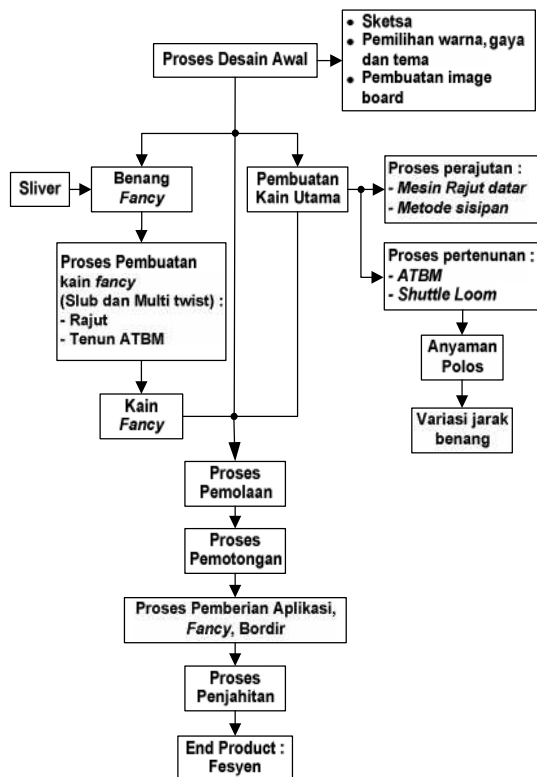 Proses Desain Awal
• Sketsa
• Pemilihan warna, gaya
dan tema
• Pembuatan image
board
Sliver
Benang
Fancy
Pembuatan
Kain Utama
Proses perajutan :
- Mesin Rajut datar
- Metode sisipan
Proses Pembuatan
kain fancy
(Slub dan Multi twist) :
- Rajut
- Tenun ATBM
Proses pertenunan :
- ATBM
- Shuttle Loom
Anyaman
Polos
Kain
Fancy
Variasi jarak
benang
Proses
Pemolaan
Proses
Pemotongan
Proses Pemberian Aplikasi,
Fancy, Bordir
Proses
Penjahitan
End Product :
Fesyen